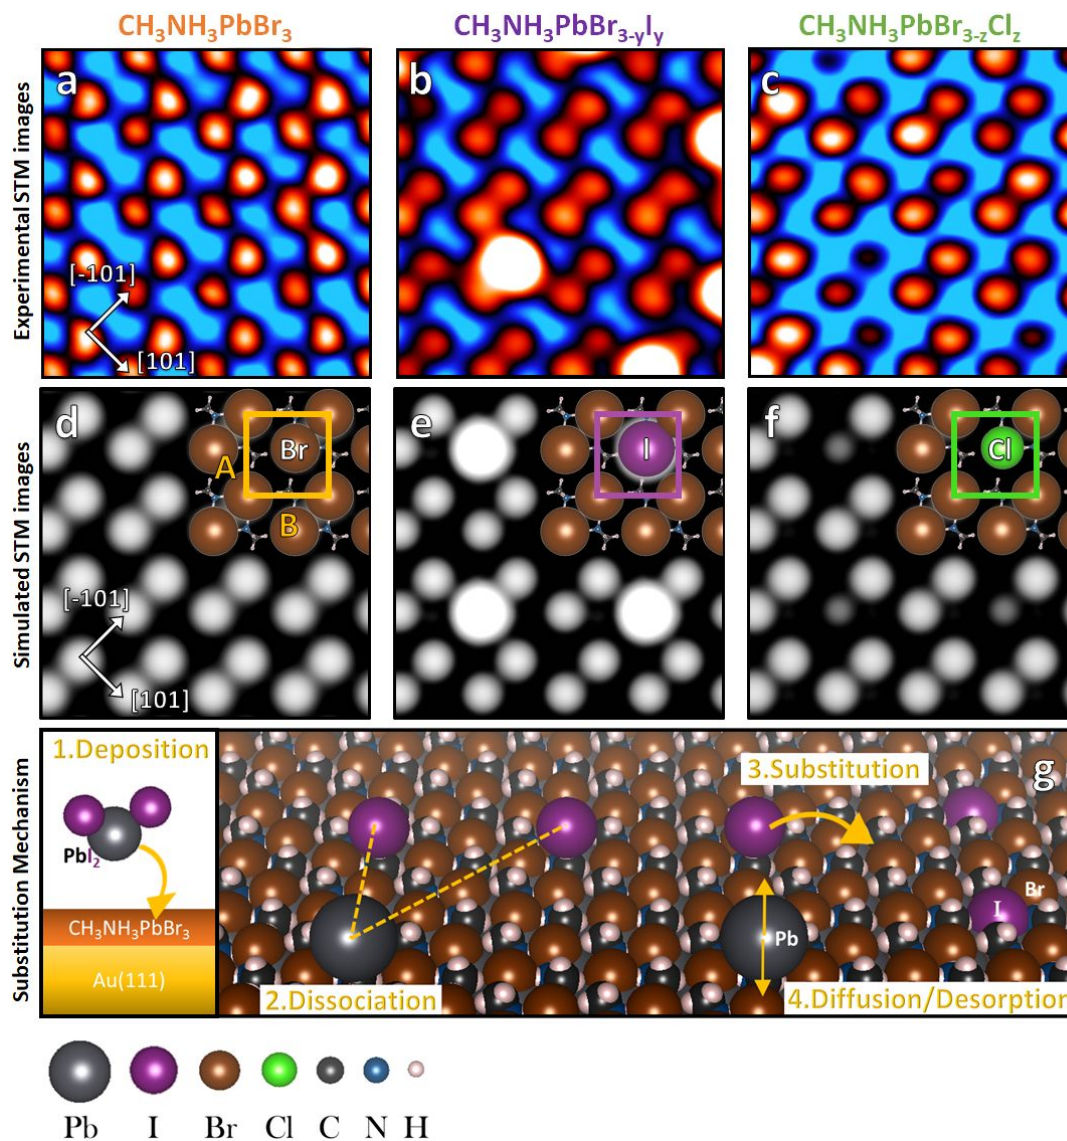 CH₃NH₃PbBr₃
CH₃NH₃PbBr₃₋ᵧIᵧ
CH₃NH₃PbBr₃₋zClz
Experimental STM images
a
[-101]
[101]
b
c
Simulated STM images
d
Br
A
B
[-101]
[101]
e
I
f
Cl
Substitution Mechanism
1.Deposition
PbI₂
CH₃NH₃PbBr₃
Au(111)
g
3.Substitution
Br
I
Pb
2.Dissociation
4.Diffusion/Desorption
Pb I Br Cl C N H